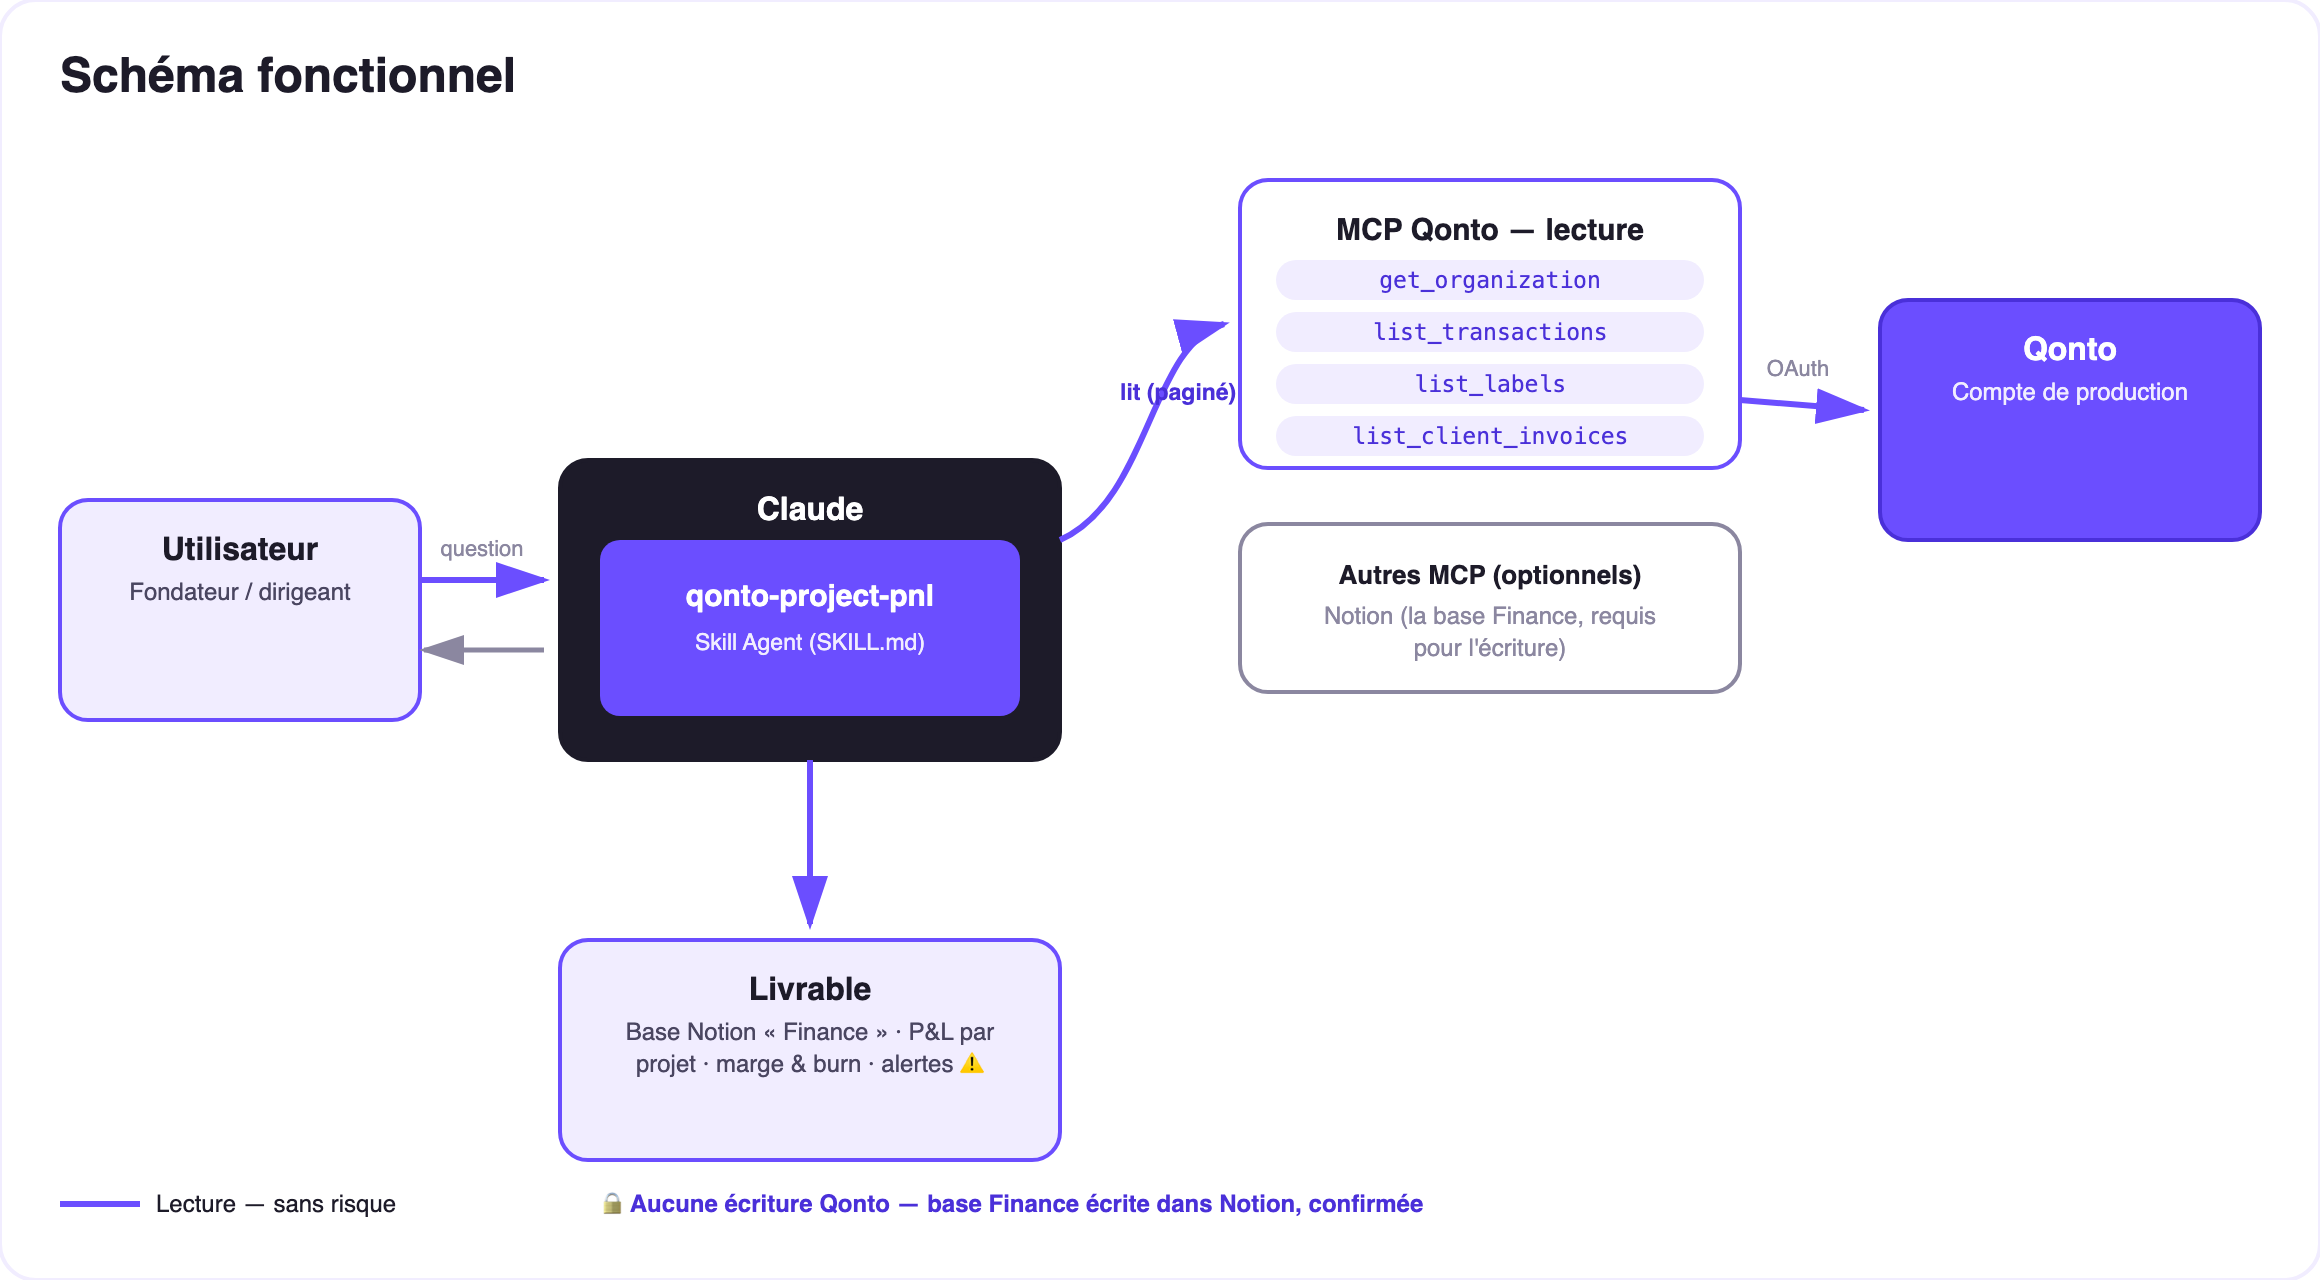 Schéma fonctionnel
MCP Qonto — lecture
get_organization
list_transactions
list_labels
list_client_invoices
lit (paginé)
OAuth
Qonto
Compte de production
Utilisateur
Fondateur / dirigeant
question
Claude
qonto-project-pnl
Skill Agent (SKILL.md)
Autres MCP (optionnels)
Notion (la base Finance, requis
pour l'écriture)
Livrable
Base Notion « Finance » · P&L par
projet · marge & burn · alertes ⚠️
Lecture — sans risque
🔒 Aucune écriture Qonto — base Finance écrite dans Notion, confirmée